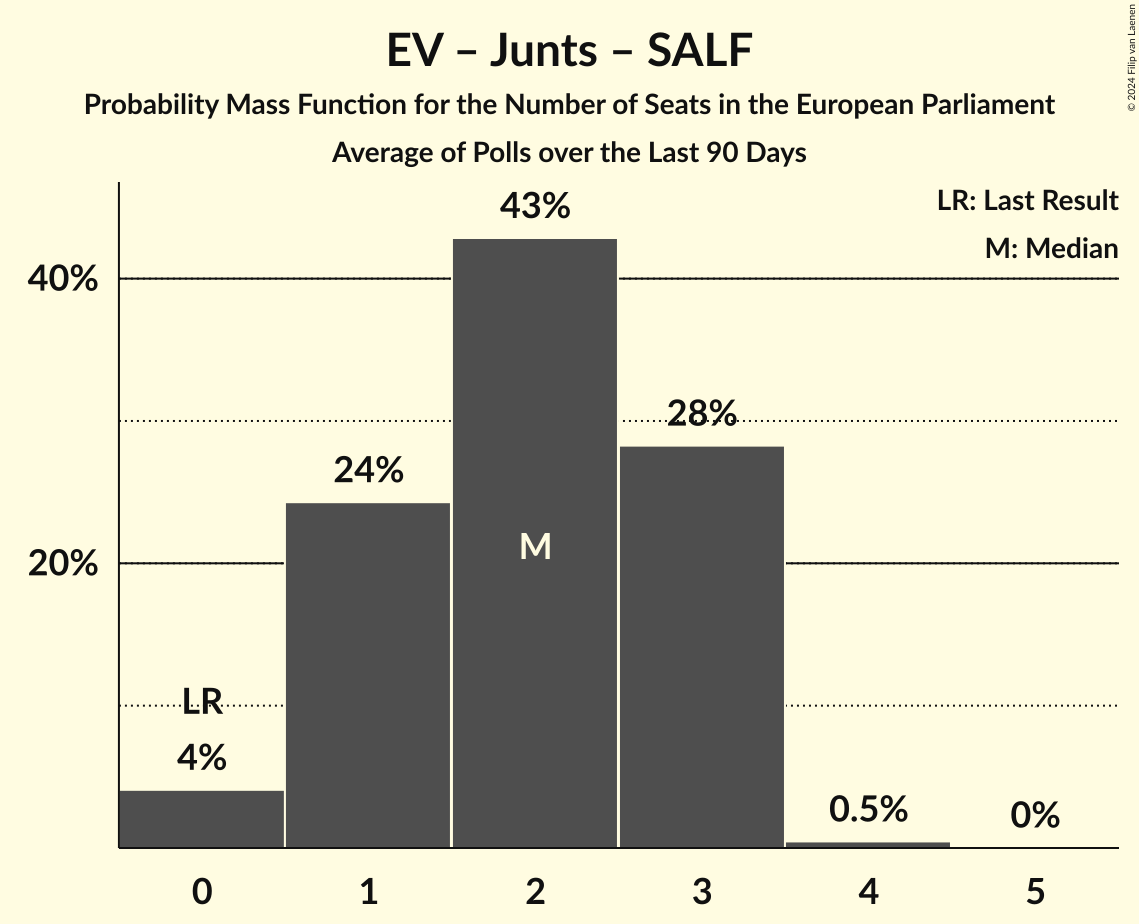 EV – Junts – SALF
Probability Mass Function for the Number of Seats in the European Parliament
Average of Polls over the Last 90 Days
© 2024 Filip van Laenen
LR: Last Result
M: Median
43%
40%
28%
24%
M
20%
LR
4%
0.5%
0%
0 1 2 3 4 5